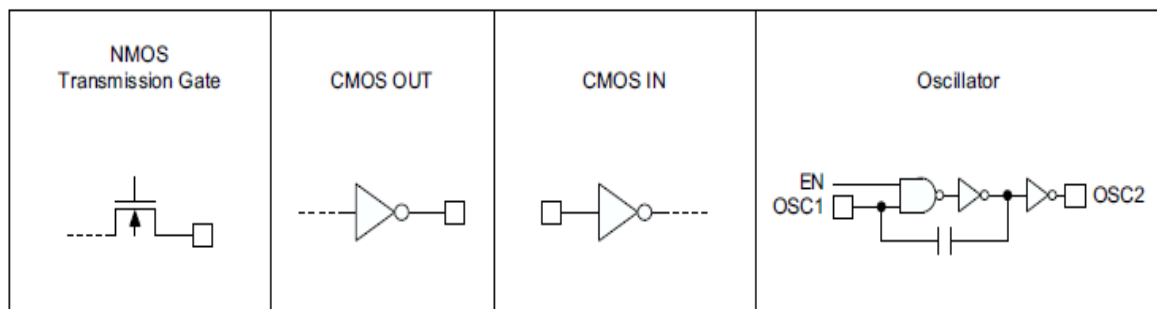 NMOS
Transmission Gate
CMOS OUT
CMOS IN
Oscillator
EN
OSC1
OSC2